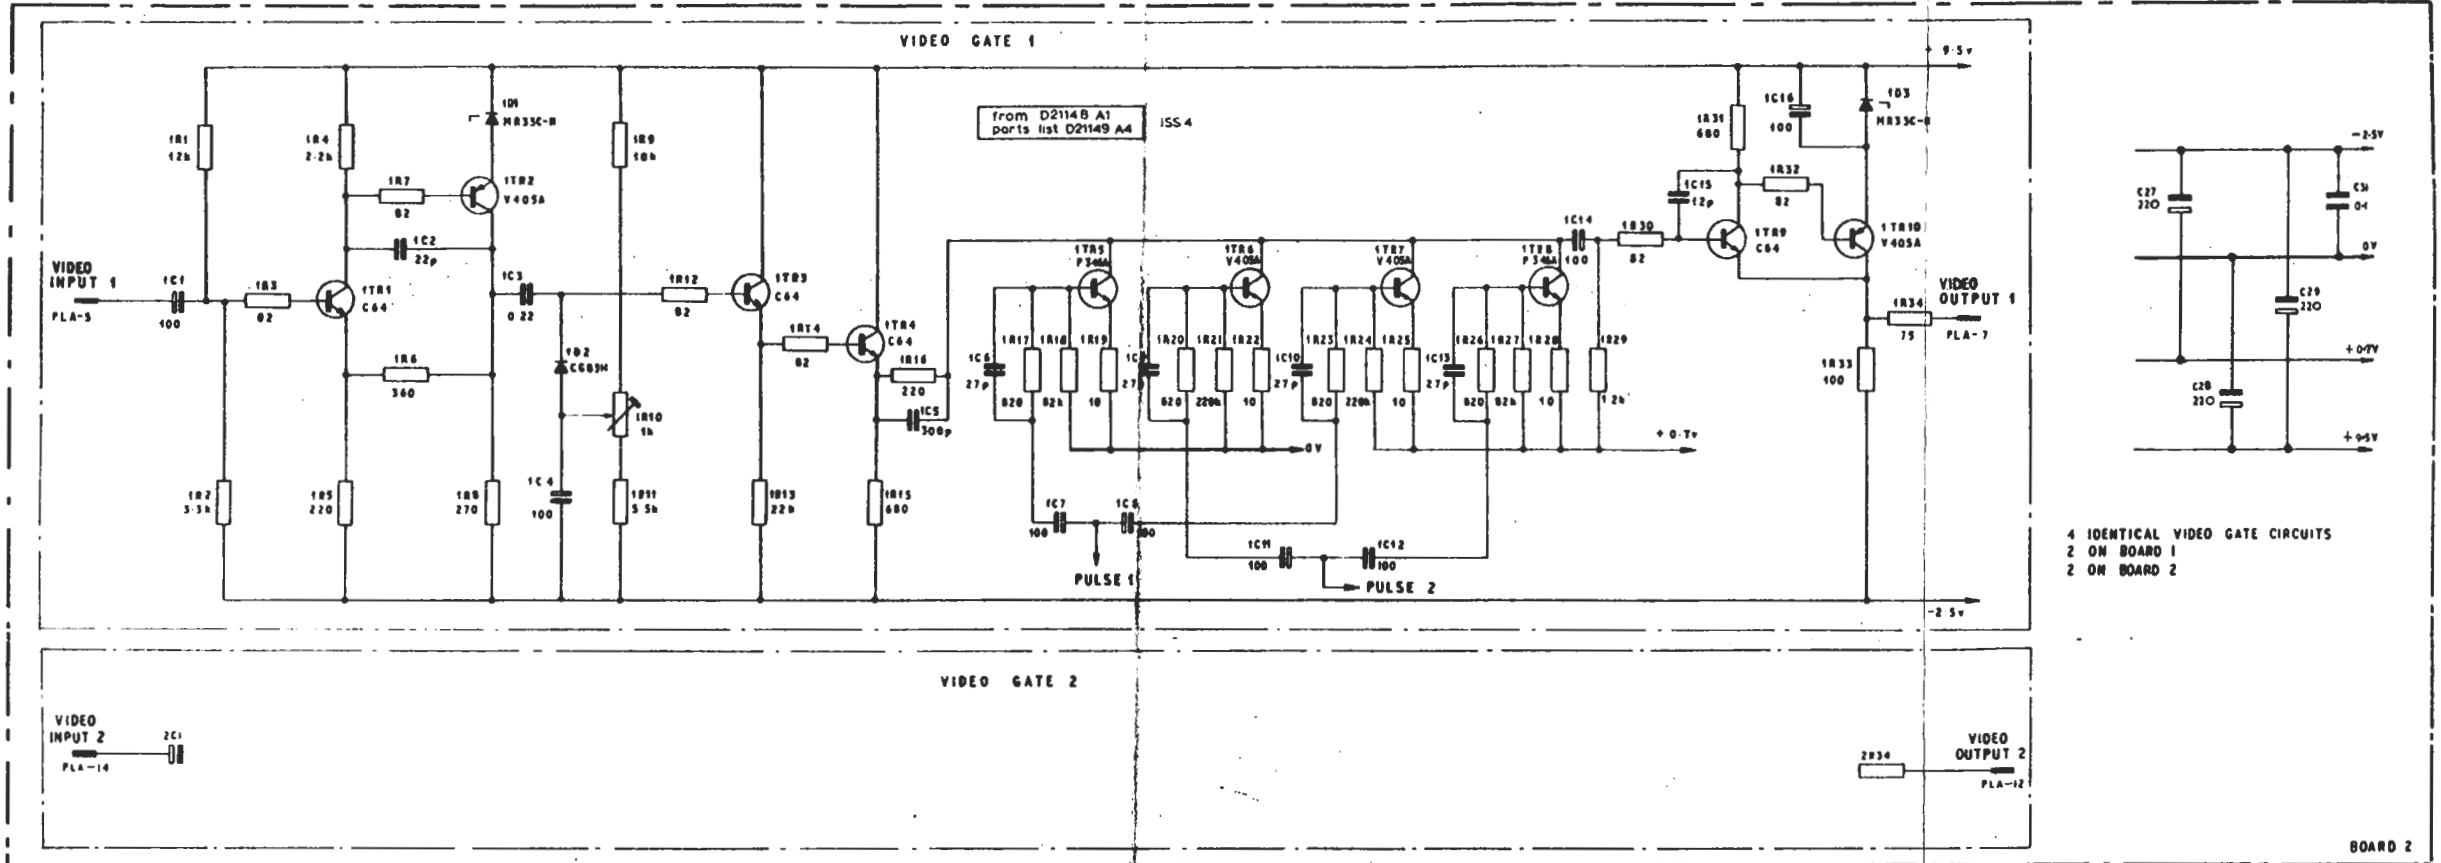 VIDEO GATE 1
+ 9·5v
from D21148 A1
parts list D21149 A4
ISS 4
1R1
12k
1R4
2·2k
1D1
MR33C-H
1R7
82
1TR2
V405A
1R9
10k
1C2
22p
VIDEO
INPUT 1
PLA-5
1C1
100
1R3
82
1TR1
C64
1C3
0·22
1R12
82
1TR3
C64
1R6
360
1D2
1R10
1k
1R14
82
1TR4
C64
1R16
220
1C5
1R2
3·3k
1R5
220
1R8
270
1C4
100
1R11
1R13
22k
1R15
680
1TR5
1TR6
V405A
1TR7
V405A
1TR8
1C6
27p
1R17
820
1R18
82k
1R19
10
1R20
820
1R21
220k
1R22
10
1C10
27p
1R23
820
1R24
220k
1R25
10
1C13
27p
1R26
820
1R27
82k
1R28
10
1R29
1·2k
0V
+ 0·7v
1C7
100
1C8
PULSE 1
1C11
100
1C12
100
PULSE 2
1C14
100
1R30
82
1C15
12p
1R31
680
1C16
100
1D3
MR33C-H
1R32
82
1TR9
C64
1TR10
V405A
1R33
100
1R34
75
VIDEO
OUTPUT 1
PLA-7
-2·5v
-2·5V
C27
220
C31
0·1
0V
C29
220
+ 0·7V
C28
220
+ 9·5V
4 IDENTICAL VIDEO GATE CIRCUITS
2 ON BOARD 1
2 ON BOARD 2
VIDEO GATE 2
VIDEO
INPUT 2
PLA-14
2C1
2R34
VIDEO
OUTPUT 2
PLA-12
BOARD 2